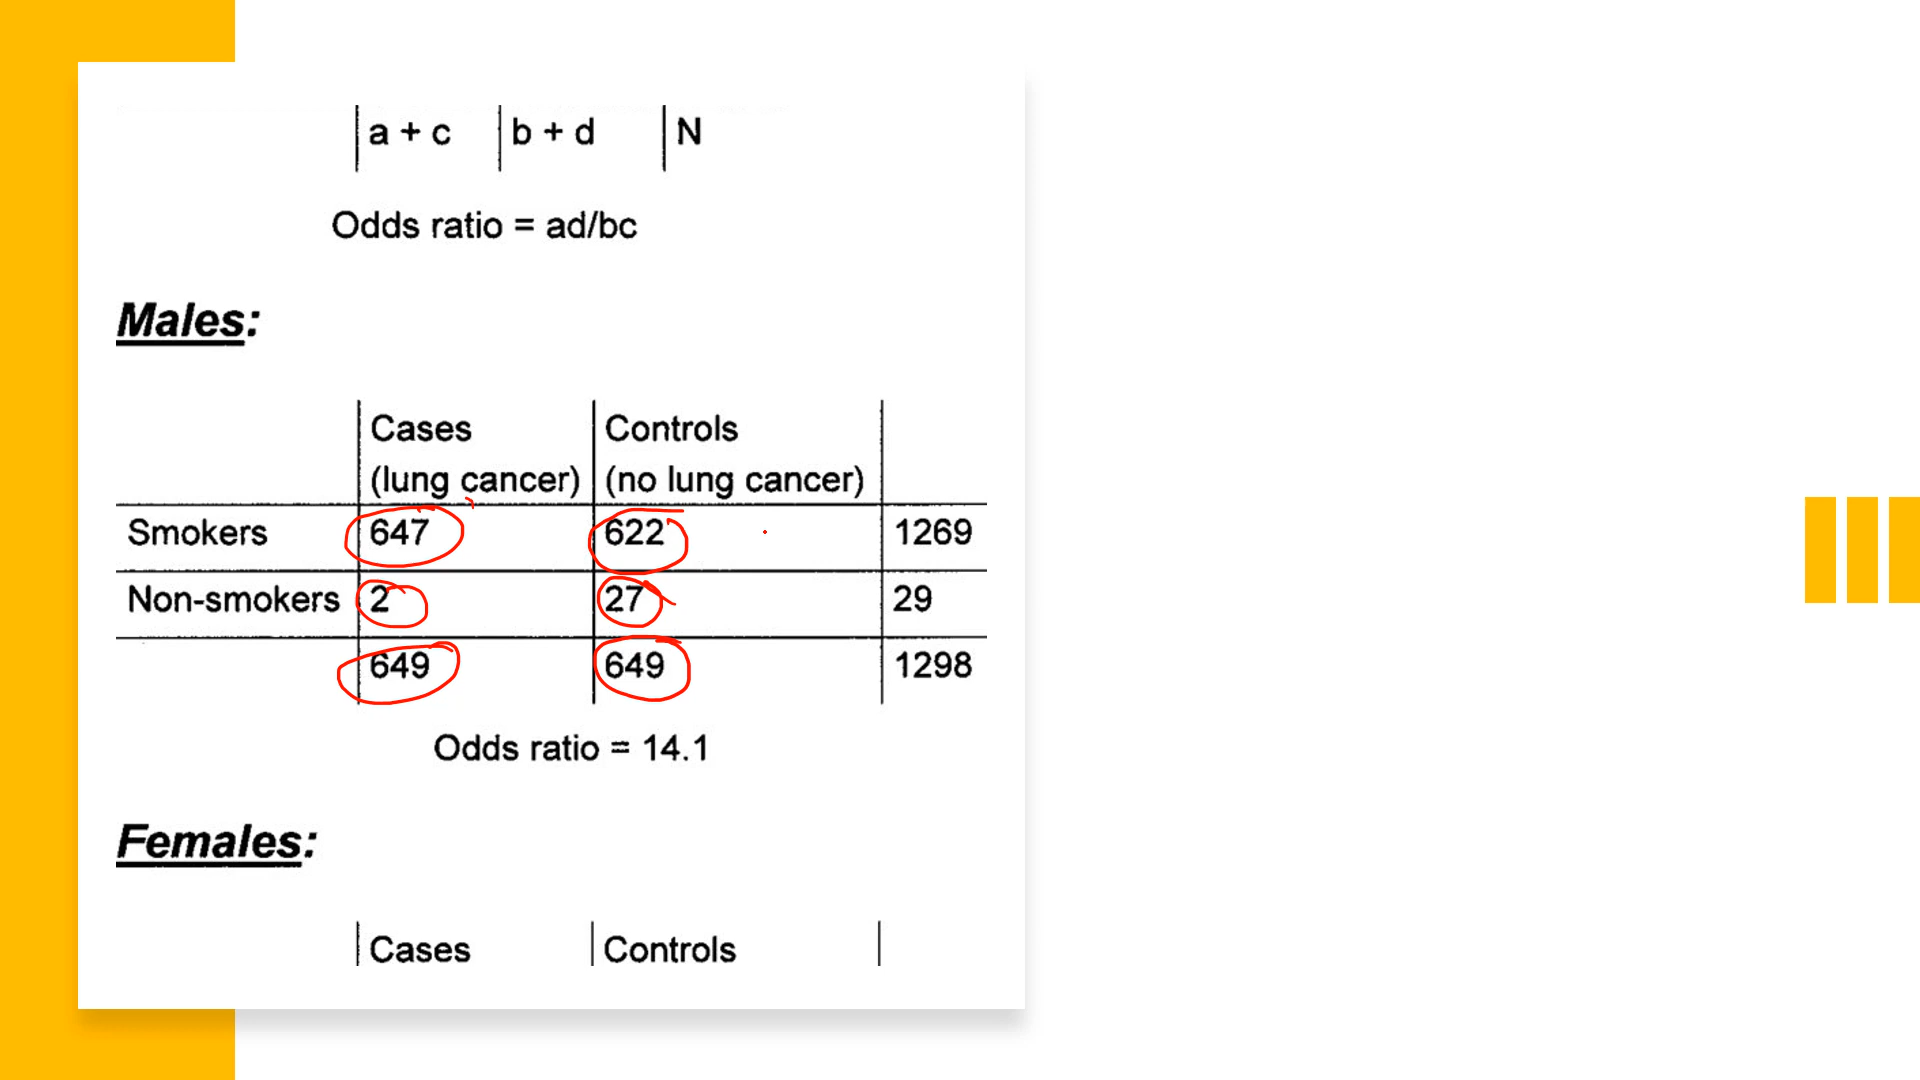 a + c b + d N
Odds ratio = ad/bc
Males:
Cases Controls
(lung cancer) (no lung cancer)
Smokers 647 622 1269
Non-smokers 2 27 29
649 649 1298
Odds ratio = 14.1
Females:
Cases Controls